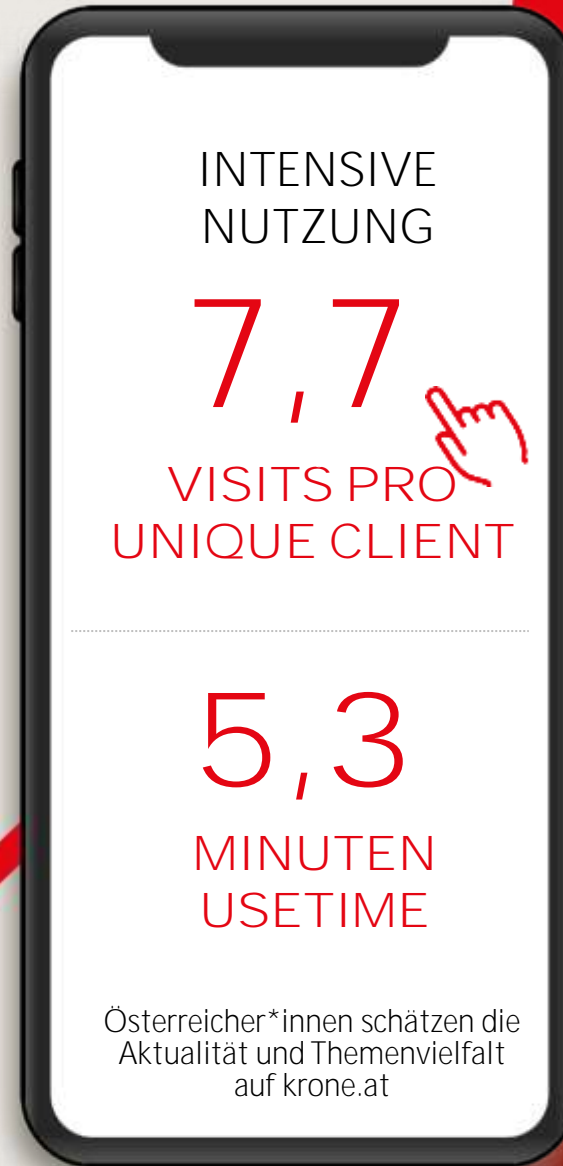 INTENSIVE
NUTZUNG
7,7
VISITS PRO
UNIQUE CLIENT
5,3
MINUTEN
USETIME
Österreicher*innen schätzen die
Aktualität und Themenvielfalt
auf krone.at